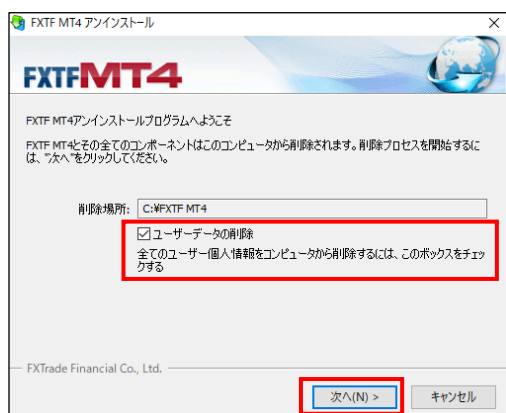 FXTF MT4 アンインストール
FXTFMT4
FXTF MT4アンインストールプログラムへようこそ
FXTF MT4とその全てのコンポーネントはこのコンピュータから削除されます。削除プロセスを開始するに
は、"次へ"をクリックしてください。
削除場所: C:¥FXTF MT4
ユーザーデータの削除
全てのユーザー個人情報をコンピュータから削除するには、このボックスをチェッ
クする
FXTrade Financial Co., Ltd.
次へ(N) > キャンセル